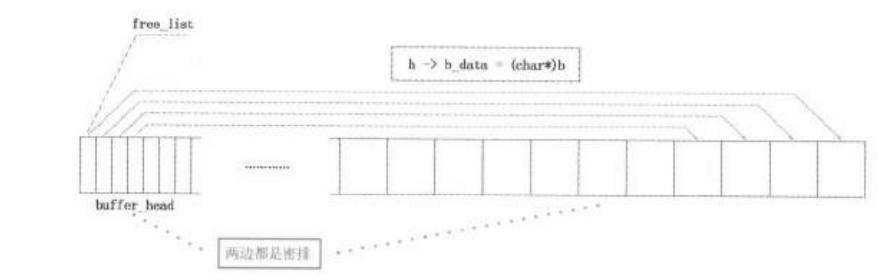 free_list
h -> b_data = (char*)b
............
buffer_head
两边都是密排